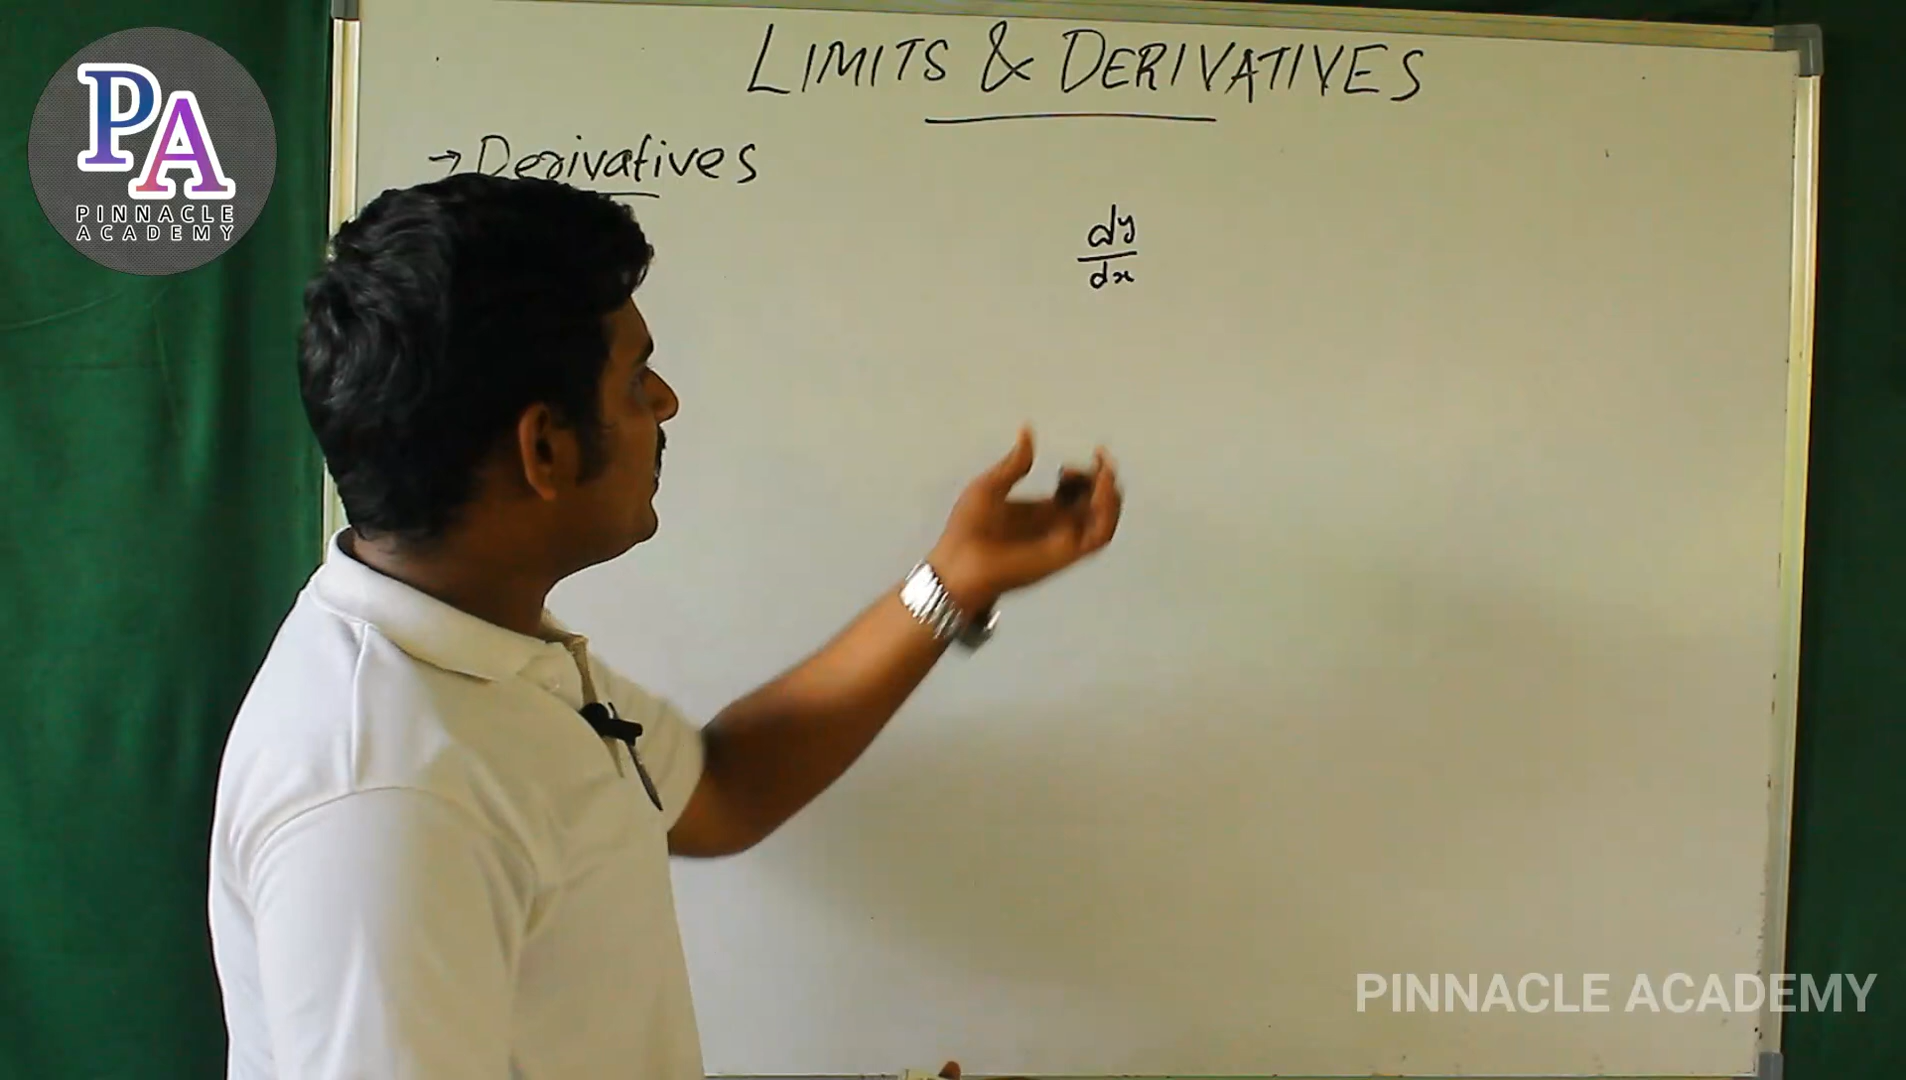 PA
PINNACLE
ACADEMY
LIMITS & DERIVATIVES
→ Derivatives
dy
dx
PINNACLE ACADEMY